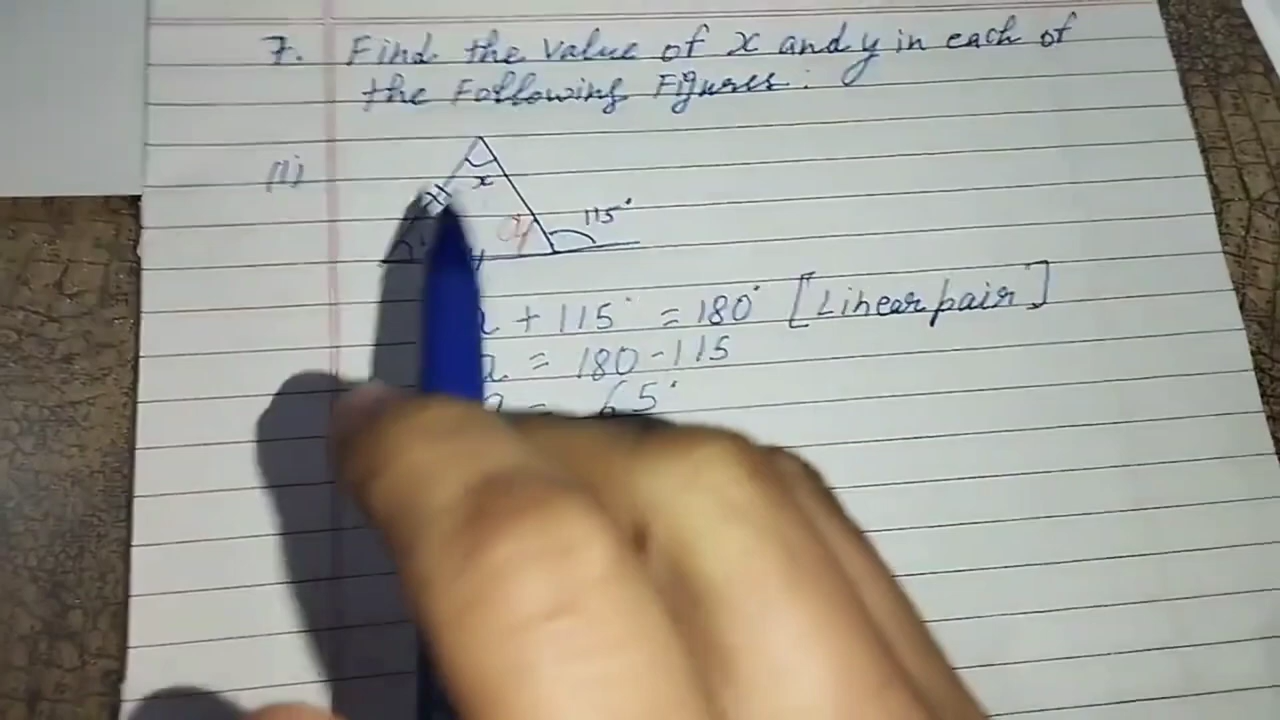 7. Find the value of x and y in each of
the Following Figures:
(ii)
x
a
115°
y
a + 115° = 180° [Linear pair]
a = 180-115
a = 65°